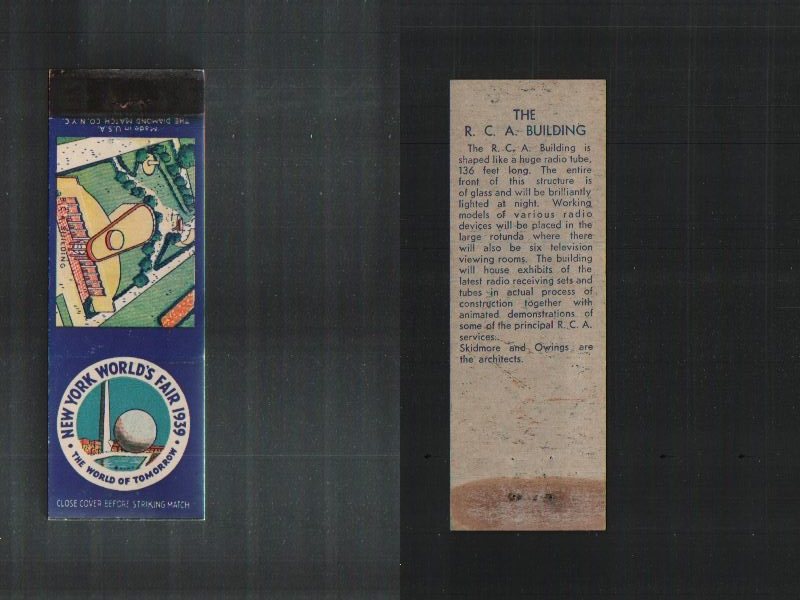 THE DIAMOND MATCH CO. N.Y.C.
Made in U.S.A.
R.C.A. BUILDING
NEW YORK WORLD'S FAIR 1939
THE WORLD OF TOMORROW
CLOSE COVER BEFORE STRIKING MATCH
THE
R. C. A. BUILDING
The R. C. A. Building is
shaped like a huge radio tube,
136 feet long. The entire
front of this structure is
of glass and will be brilliantly
lighted at night. Working
models of various radio
devices will be placed in the
large rotunda where there
will also be six television
viewing rooms. The building
will house exhibits of the
latest radio receiving sets and
tubes in actual process of
construction together with
animated demonstrations of
some of the principal R. C. A.
services.
Skidmore and Owings are
the architects.